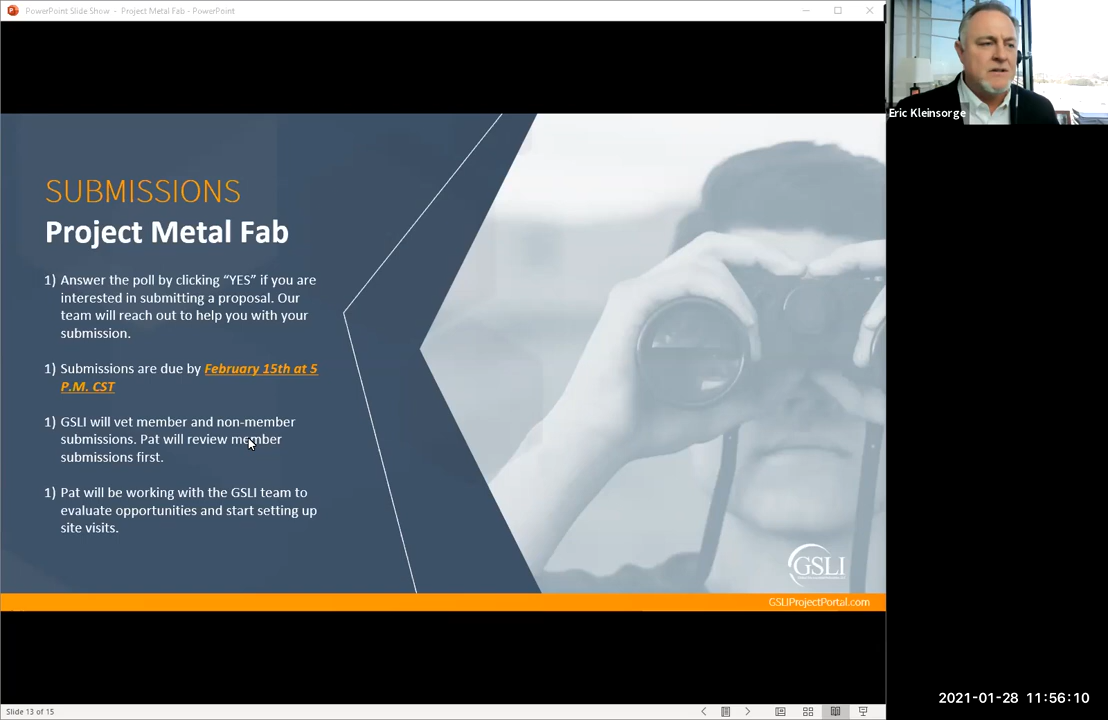 PowerPoint Slide Show - Project Metal Fab - PowerPoint
Eric Kleinsorge
SUBMISSIONS
Project Metal Fab
1) Answer the poll by clicking “YES” if you are
interested in submitting a proposal. Our
team will reach out to help you with your
submission.
1) Submissions are due by February 15th at 5
P.M. CST
1) GSLI will vet member and non-member
submissions. Pat will review member
submissions first.
1) Pat will be working with the GSLI team to
evaluate opportunities and start setting up
site visits.
GSLI
GSLIProjectPortal.com
2021-01-28 11:56:10
Slide 13 of 15